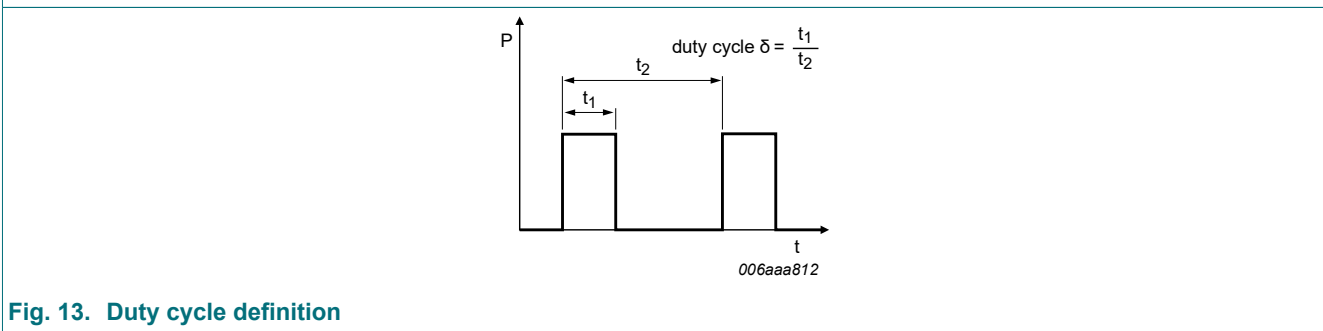 P
duty cycle δ = t1
t2
t2
t1
t
006aaa812
Fig. 13. Duty cycle definition